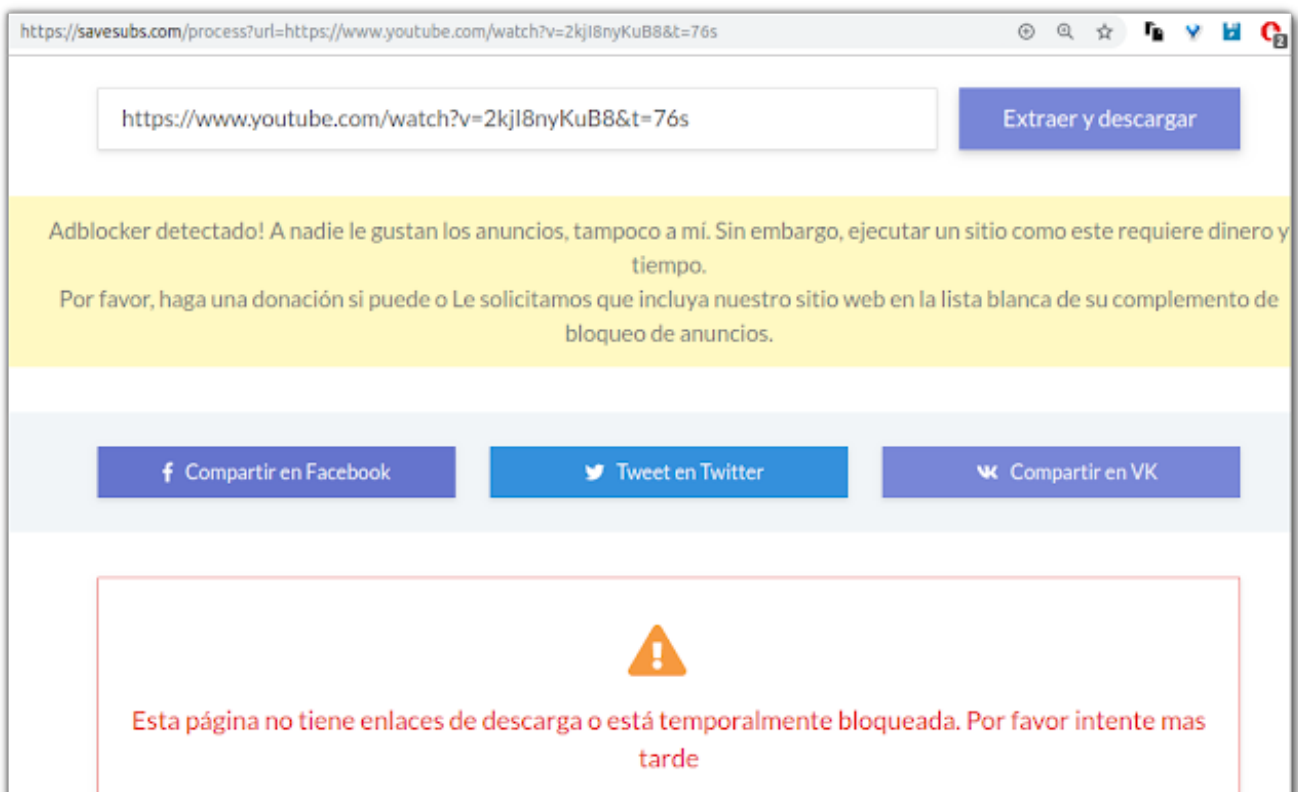 https://savesubs.com/process?url=https://www.youtube.com/watch?v=2kjI8nyKuB8&t=76s
2
https://www.youtube.com/watch?v=2kjI8nyKuB8&t=76s
Extraer y descargar
Adblocker detectado! A nadie le gustan los anuncios, tampoco a mí. Sin embargo, ejecutar un sitio como este requiere dinero y
tiempo.
Por favor, haga una donación si puede o Le solicitamos que incluya nuestro sitio web en la lista blanca de su complemento de
bloqueo de anuncios.
Compartir en Facebook
Tweet en Twitter
Compartir en VK
Esta página no tiene enlaces de descarga o está temporalmente bloqueada. Por favor intente mas
tarde